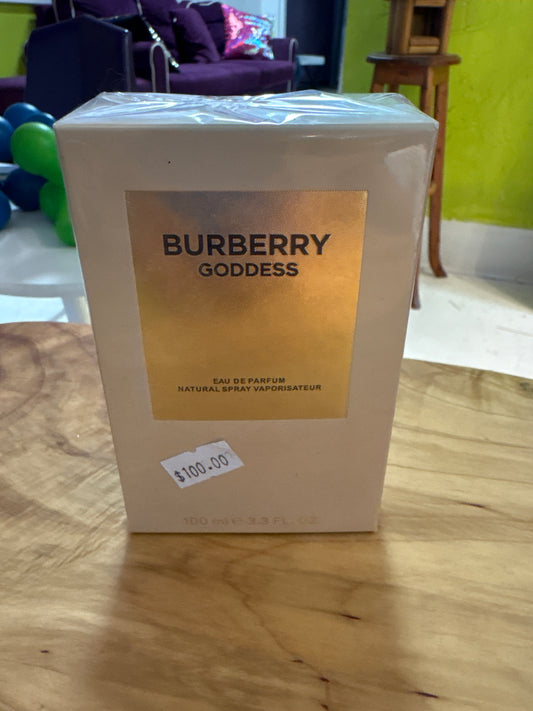 BURBERRY
GODDESS
EAU DE PARFUM
NATURAL SPRAY VAPORISATEUR
$100.00
100 ml ℮ 3.3 FL. OZ